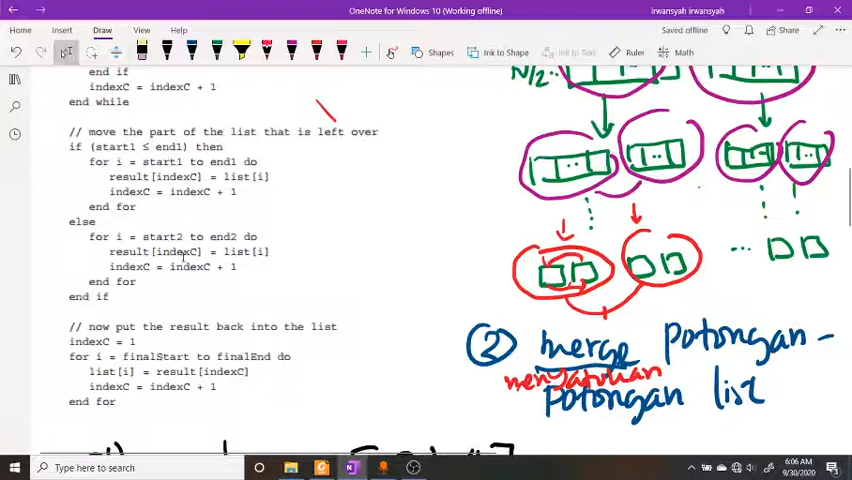 OneNote for Windows 10 (Working offline)
irwansyah irwansyah
Home
Insert
Draw
View
Help
Saved offline
Shapes
Ink to Shape
Ink to Text
Ruler
Math
end if
indexC = indexC + 1
end while
// move the part of the list that is left over
if (start1 ≤ end1) then
for i = start1 to end1 do
result[indexC] = list[i]
indexC = indexC + 1
end for
else
for i = start2 to end2 do
result[indexC] = list[i]
indexC = indexC + 1
end for
end if
// now put the result back into the list
indexC = 1
for i = finalStart to finalEnd do
list[i] = result[indexC]
indexC = indexC + 1
end for
N/2
② merge potongan-
menyatukan
potongan list
Type here to search
6:06 AM
9/30/2020
3